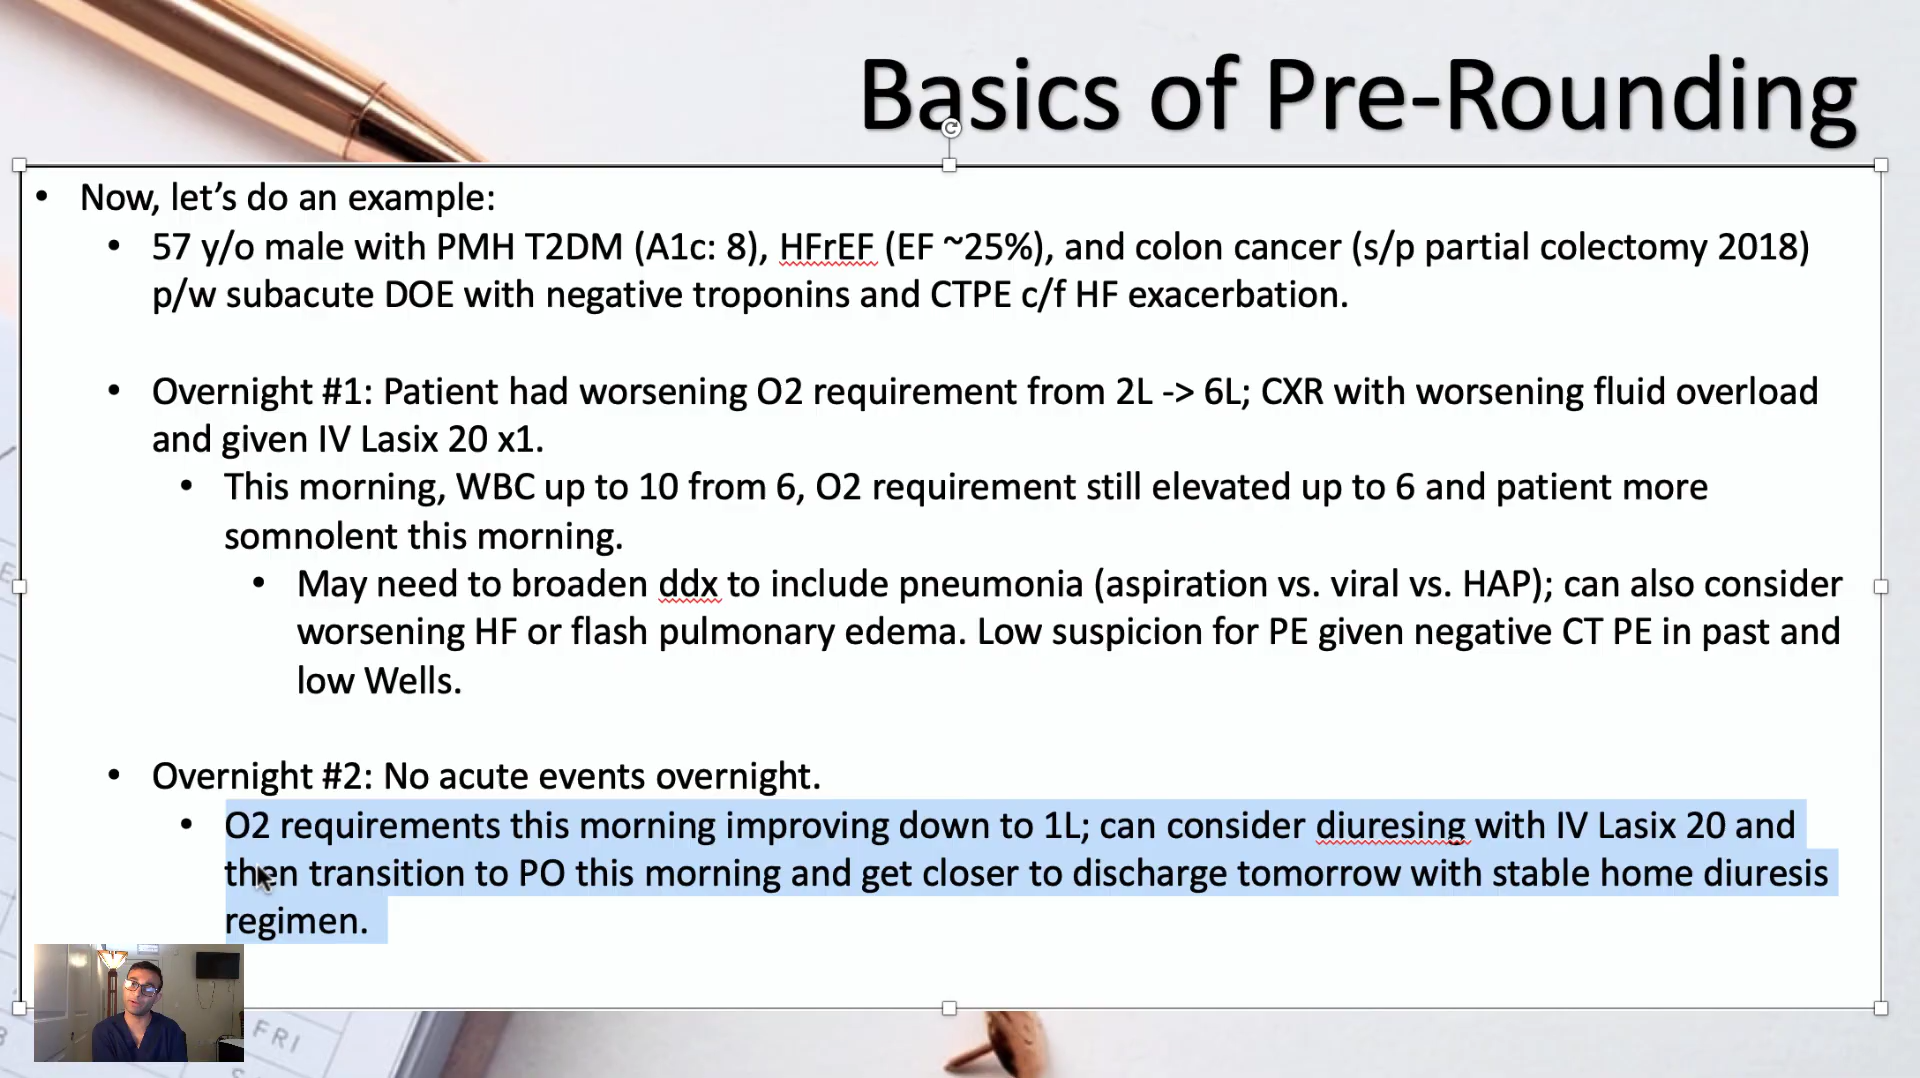 Basics of Pre-Rounding
• Now, let's do an example:
• 57 y/o male with PMH T2DM (A1c: 8), HFrEF (EF ~25%), and colon cancer (s/p partial colectomy 2018)
p/w subacute DOE with negative troponins and CTPE c/f HF exacerbation.
• Overnight #1: Patient had worsening O2 requirement from 2L -> 6L; CXR with worsening fluid overload
and given IV Lasix 20 x1.
• This morning, WBC up to 10 from 6, O2 requirement still elevated up to 6 and patient more
somnolent this morning.
• May need to broaden ddx to include pneumonia (aspiration vs. viral vs. HAP); can also consider
worsening HF or flash pulmonary edema. Low suspicion for PE given negative CT PE in past and
low Wells.
• Overnight #2: No acute events overnight.
• O2 requirements this morning improving down to 1L; can consider diuresing with IV Lasix 20 and
then transition to PO this morning and get closer to discharge tomorrow with stable home diuresis
regimen.
FRI